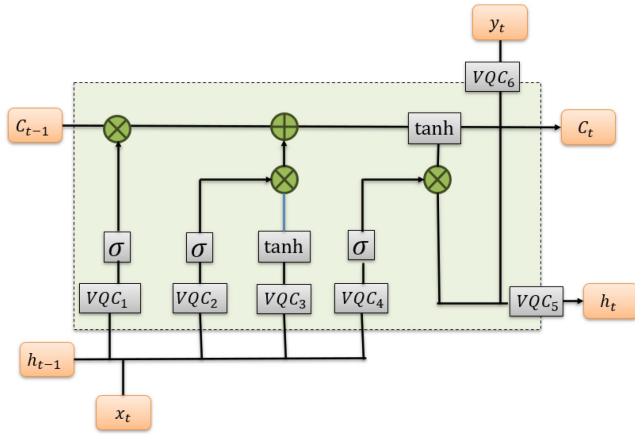 y_t
VQC_6
C_{t-1}
tanh
C_t
σ
σ
tanh
σ
VQC_1
VQC_2
VQC_3
VQC_4
VQC_5
h_t
h_{t-1}
x_t